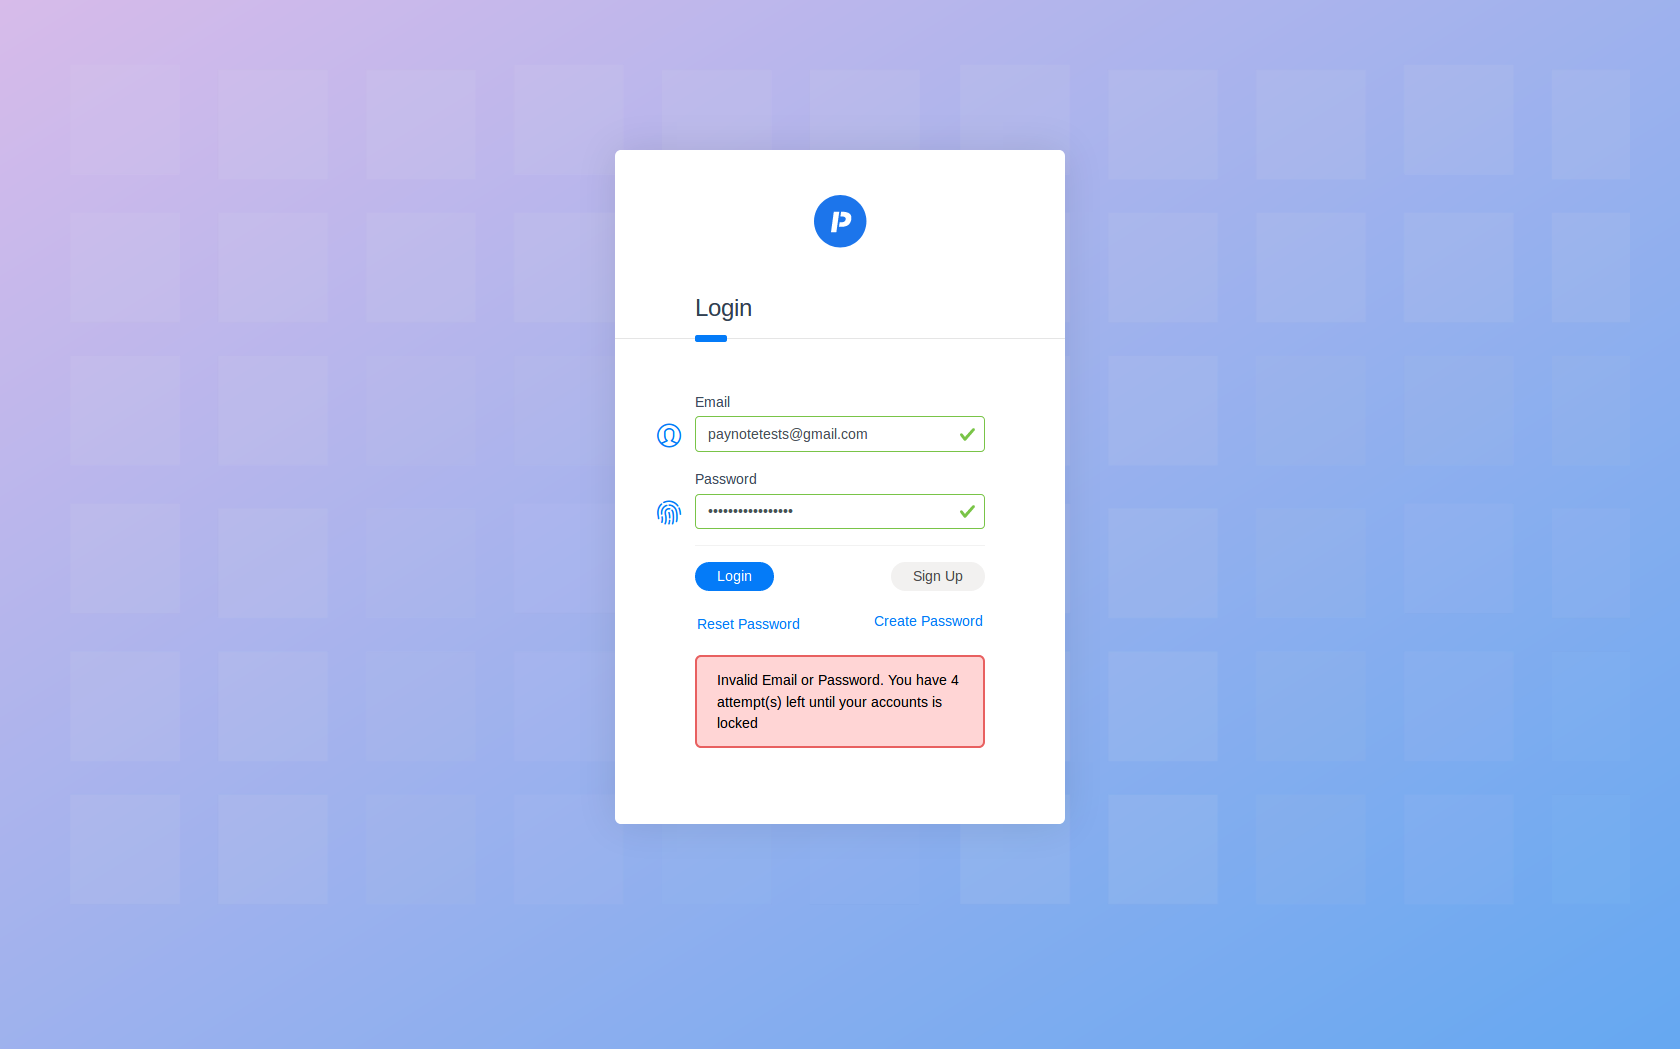 P
Login
Email
paynotetests@gmail.com
Password
•••••••••••••••••
Login
Sign Up
Reset Password
Create Password
Invalid Email or Password. You have 4
attempt(s) left until your accounts is
locked